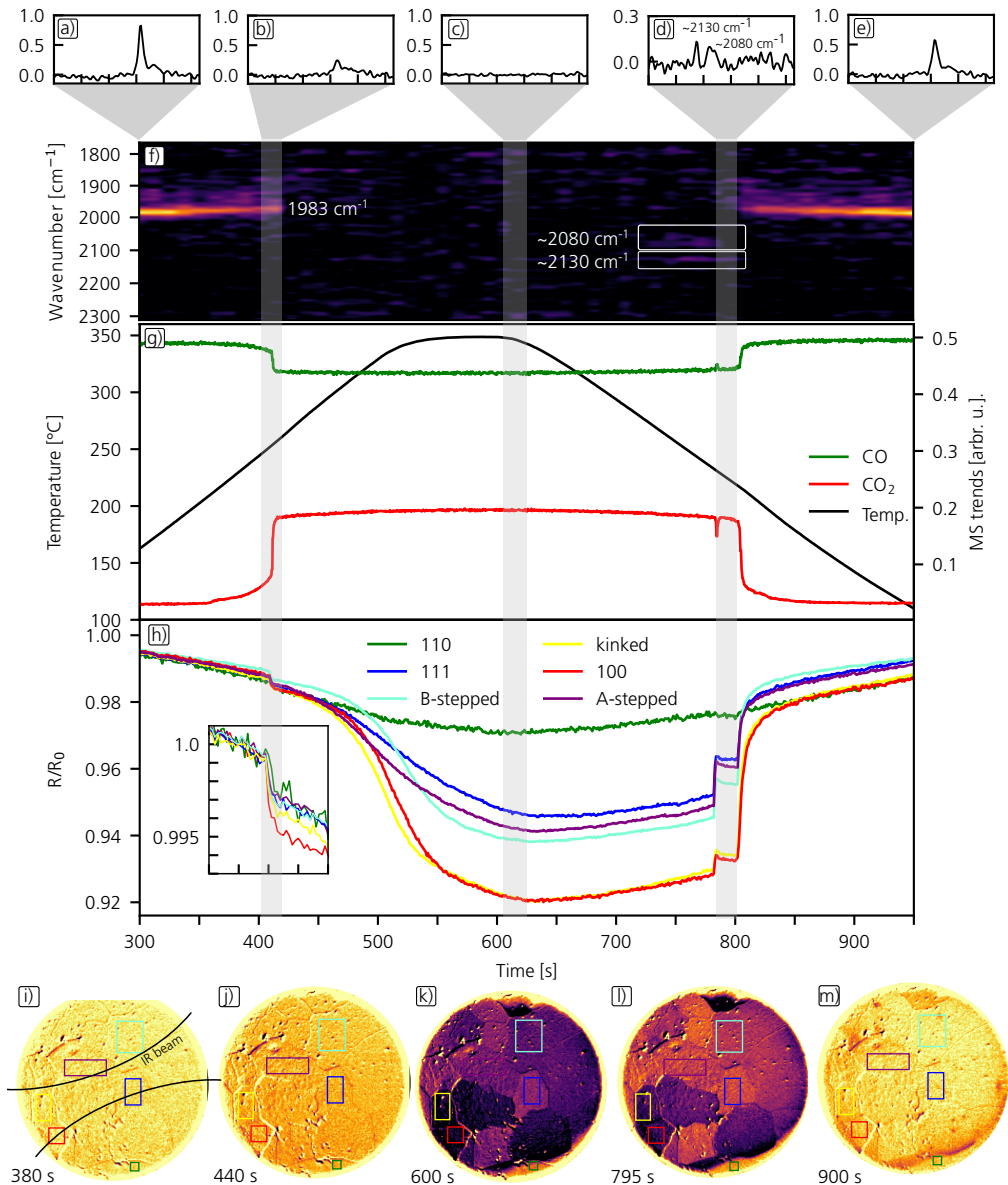 a)
1.0
0.5
0.0
b)
1.0
0.5
0.0
c)
1.0
0.5
0.0
d)
0.3
0.0
~2130 cm⁻¹
~2080 cm⁻¹
e)
1.0
0.5
0.0
f)
Wavenumber [cm⁻¹]
1800
1900
2000
2100
2200
2300
1983 cm⁻¹
~2080 cm⁻¹
~2130 cm⁻¹
g)
Temperature [°C]
350
300
250
200
150
100
MS trends [arbr. u.].
0.5
0.4
0.3
0.2
0.1
CO
CO₂
Temp.
h)
R/R₀
1.00
0.98
0.96
0.94
0.92
110
111
B-stepped
kinked
100
A-stepped
1.0
0.995
300 400 500 600 700 800 900
Time [s]
i)
IR beam
380 s
j)
440 s
k)
600 s
l)
795 s
m)
900 s